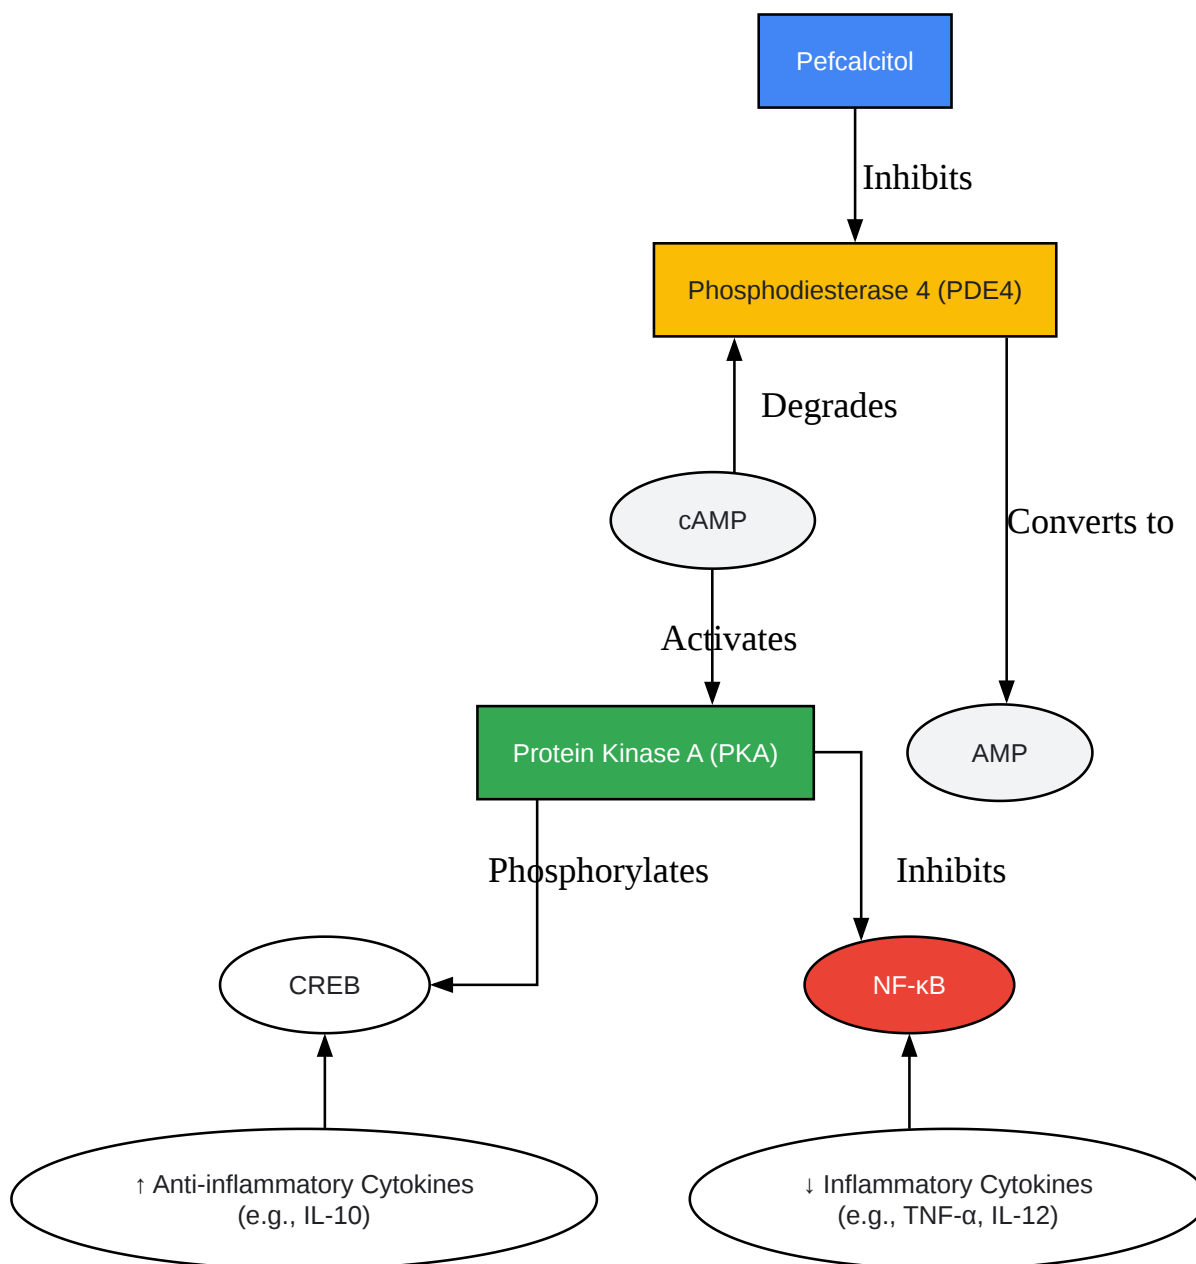 Pefcalcitol
Inhibits
Phosphodiesterase 4 (PDE4)
Degrades
cAMP
Converts to
Activates
Protein Kinase A (PKA)
AMP
Phosphorylates
Inhibits
CREB
NF-κB
↑ Anti-inflammatory Cytokines
(e.g., IL-10)
↓ Inflammatory Cytokines
(e.g., TNF-α, IL-12)